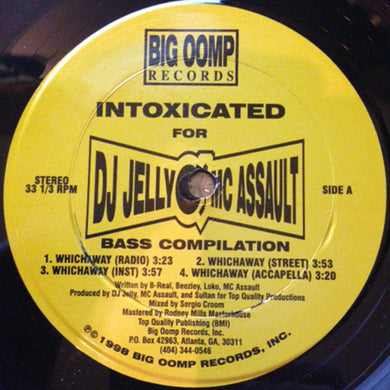 BIG OOMP
RECORDS
INTOXICATED
FOR
DJ JELLY & MC ASSAULT
STEREO
33 1/3 RPM
SIDE A
BASS COMPILATION
1. WHICHAWAY (RADIO) 3:23 2. WHICHAWAY (STREET) 3:53
3. WHICHAWAY (INST) 3:57 4. WHICHAWAY (ACCAPELLA) 3:20
Written by B-Real, Beezley, Loko, MC Assault
Produced by DJ Jelly, MC Assault, and Sultan for Top Quality Productions
Mixed by Sergio Croom
Mastered by Rodney Mills Masterhouse
Top Quality Publishing (BMI)
Big Oomp Records, Inc.
P.O. Box 42963, Atlanta, GA, 30311
(404) 344-0546
℗©1998 BIG OOMP RECORDS, INC.